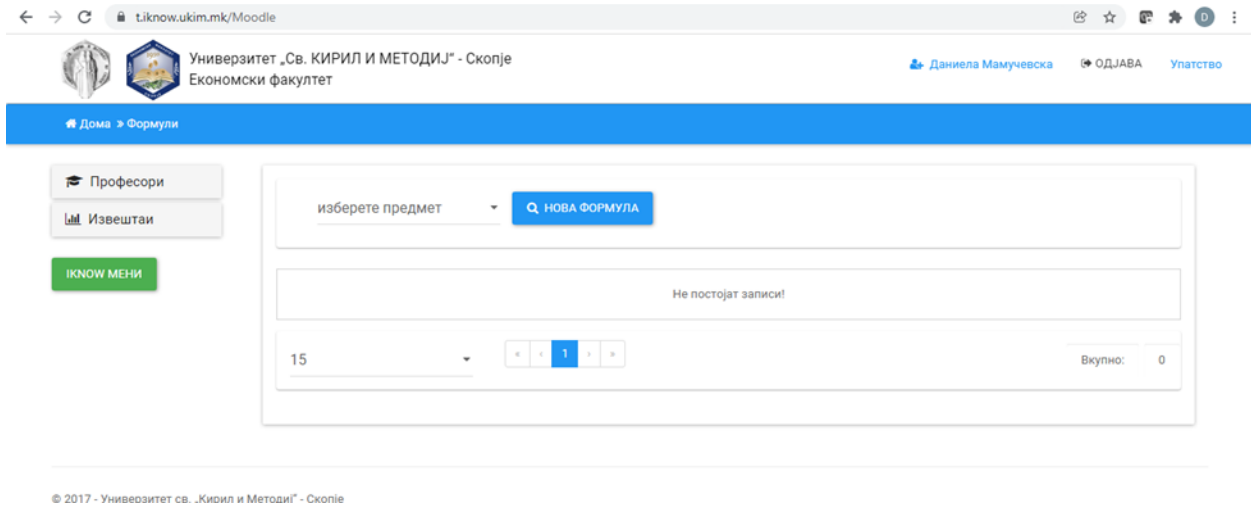 t.iknow.ukim.mk/Moodle
D
Универзитет „Св. КИРИЛ И МЕТОДИЈ" - Скопје
Економски факултет
Даниела Мамучевска
ОДЈАВА
Упатство
Дома » Формули
Професори
Извештаи
IKNOW МЕНИ
изберете предмет
НОВА ФОРМУЛА
Не постојат записи!
15
« ‹ 1 › »
Вкупно: 0
© 2017 - Универзитет св. „Кирил и Методиј" - Скопје